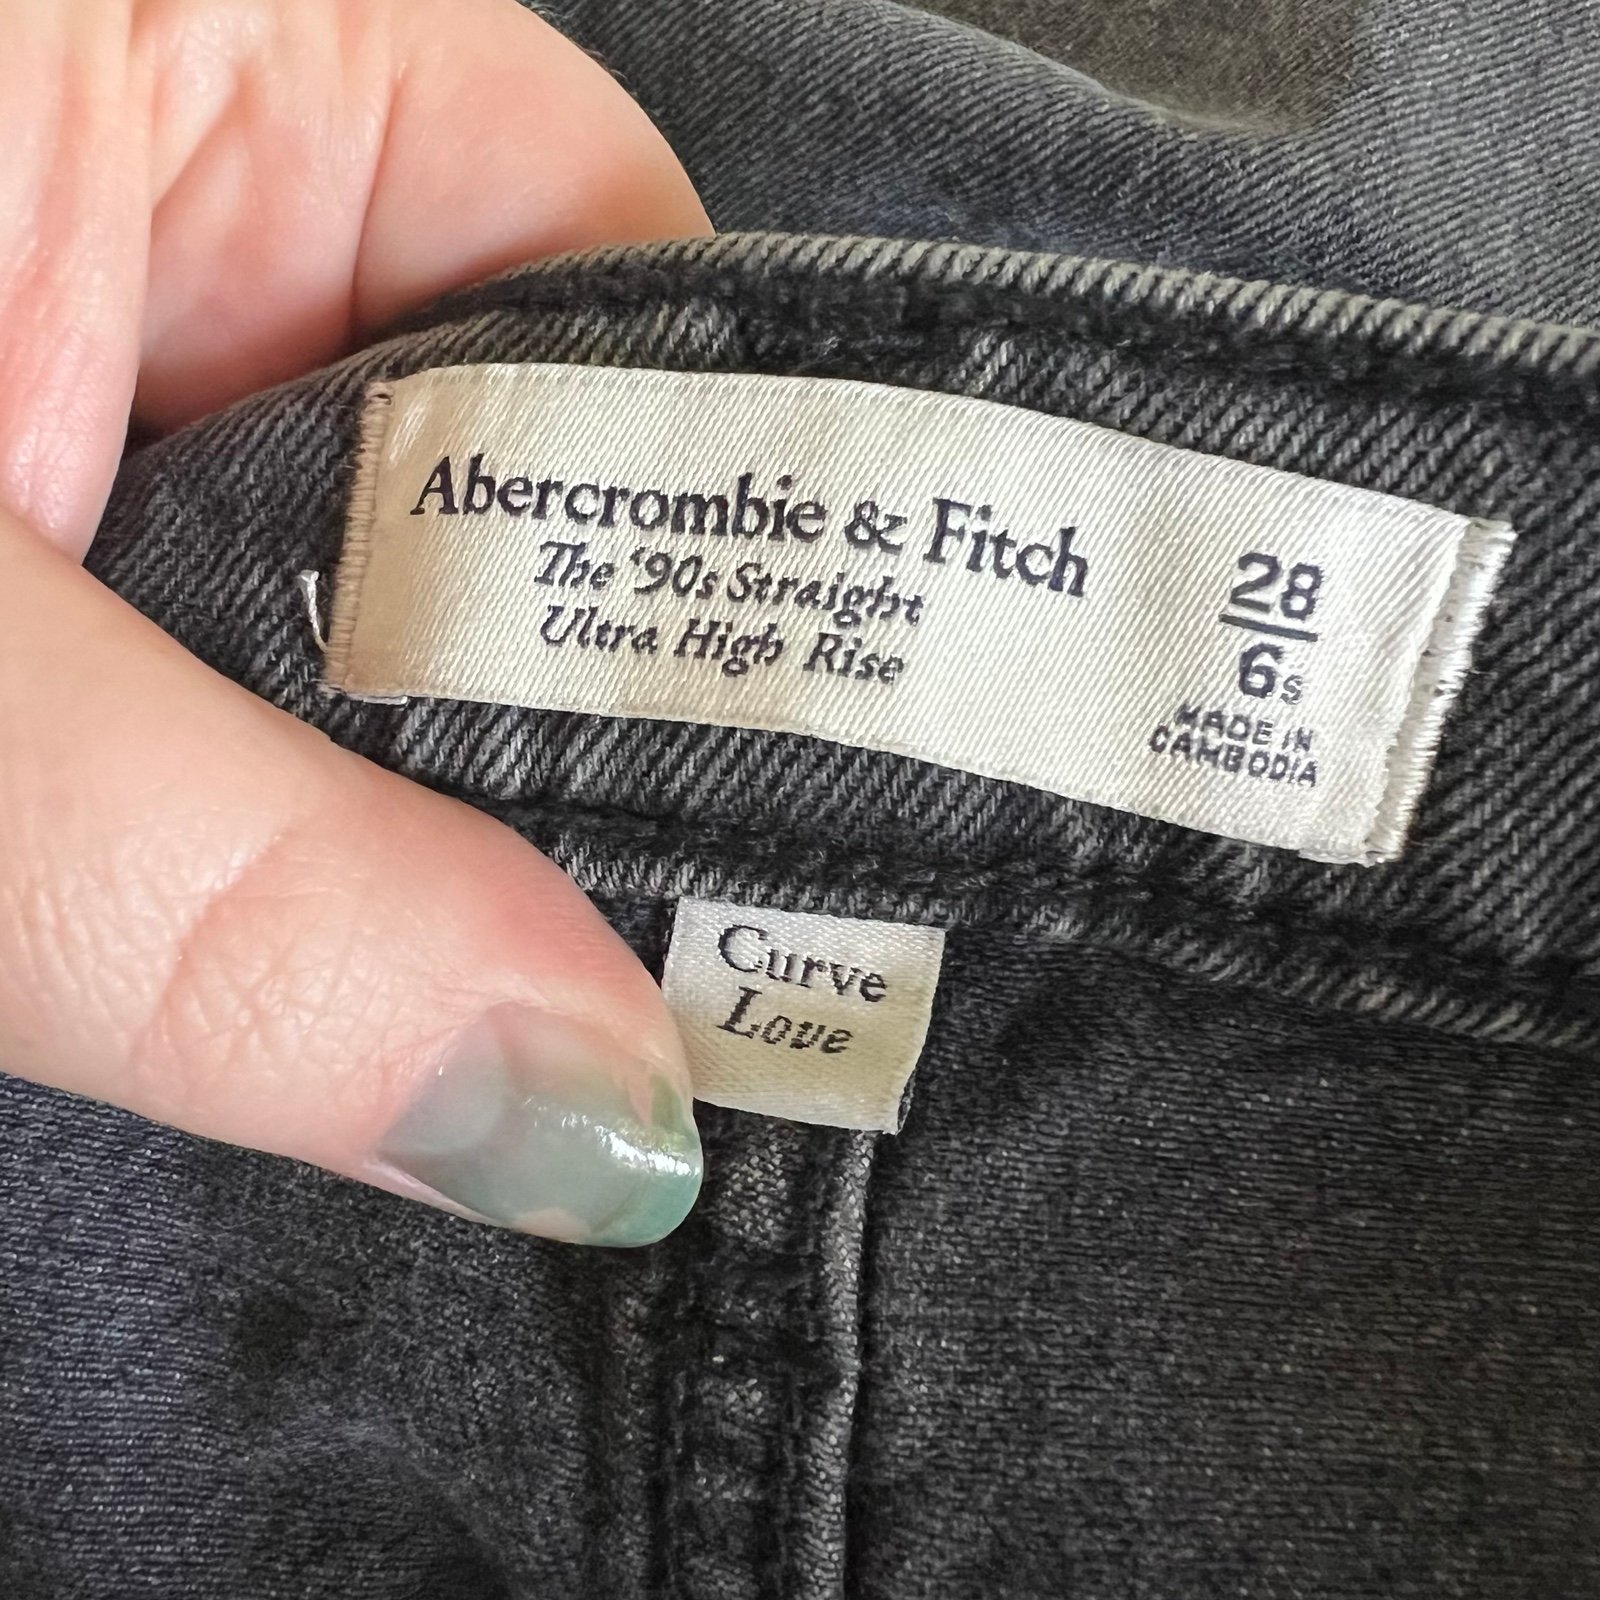 Abercrombie & Fitch
The '90s Straight
Ultra High Rise
28
6s
MADE IN
CAMBODIA
Curve
Love